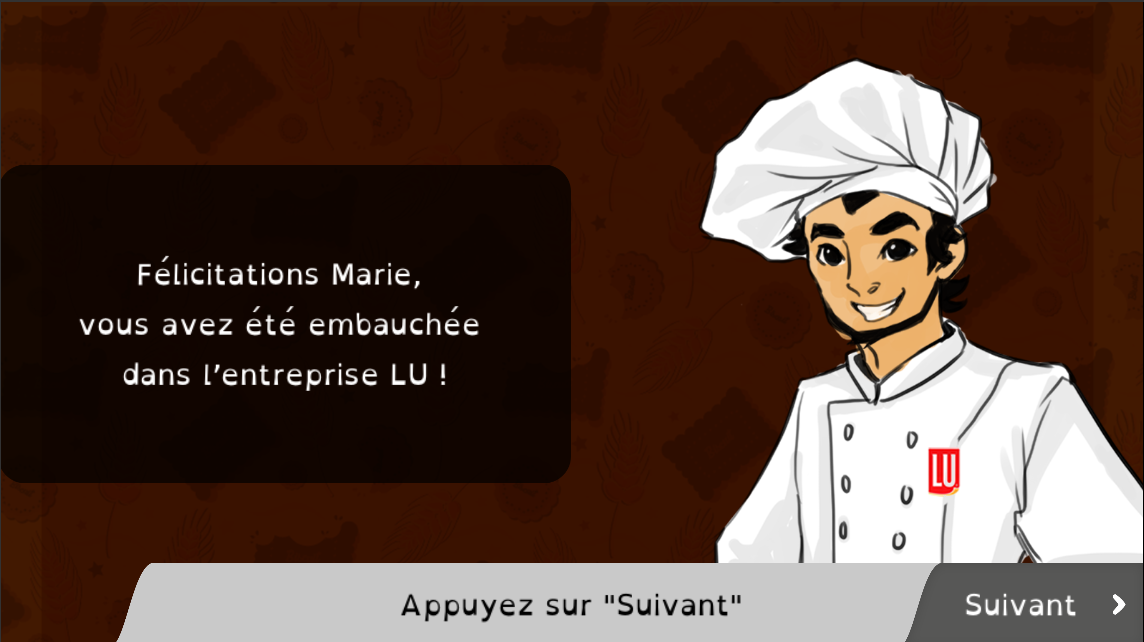 Félicitations Marie,
vous avez été embauchée
dans l’entreprise LU !
LU
Appuyez sur "Suivant"
Suivant